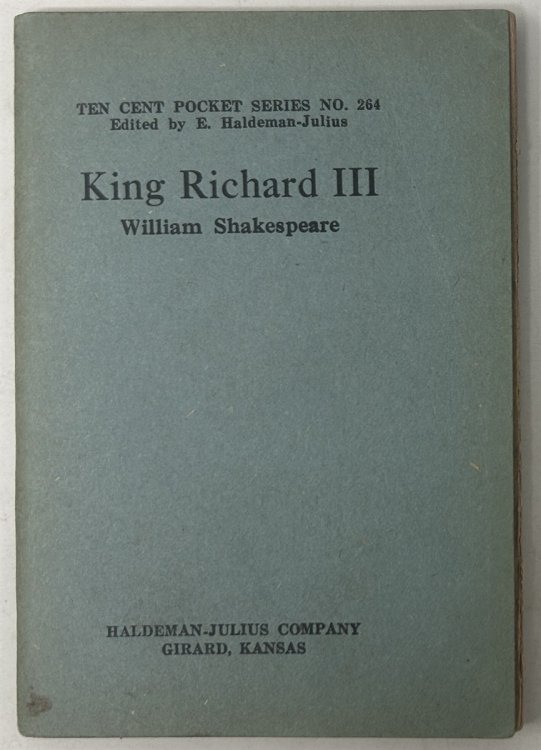 TEN CENT POCKET SERIES NO. 264
Edited by E. Haldeman-Julius
King Richard III
William Shakespeare
HALDEMAN-JULIUS COMPANY
GIRARD, KANSAS